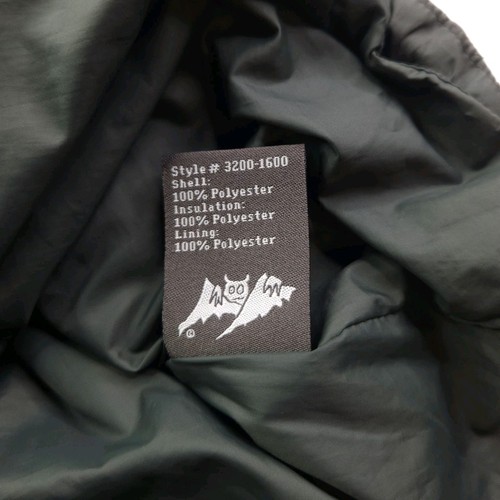 Style # 3200-1600
Shell:
100% Polyester
Insulation:
100% Polyester
Lining:
100% Polyester